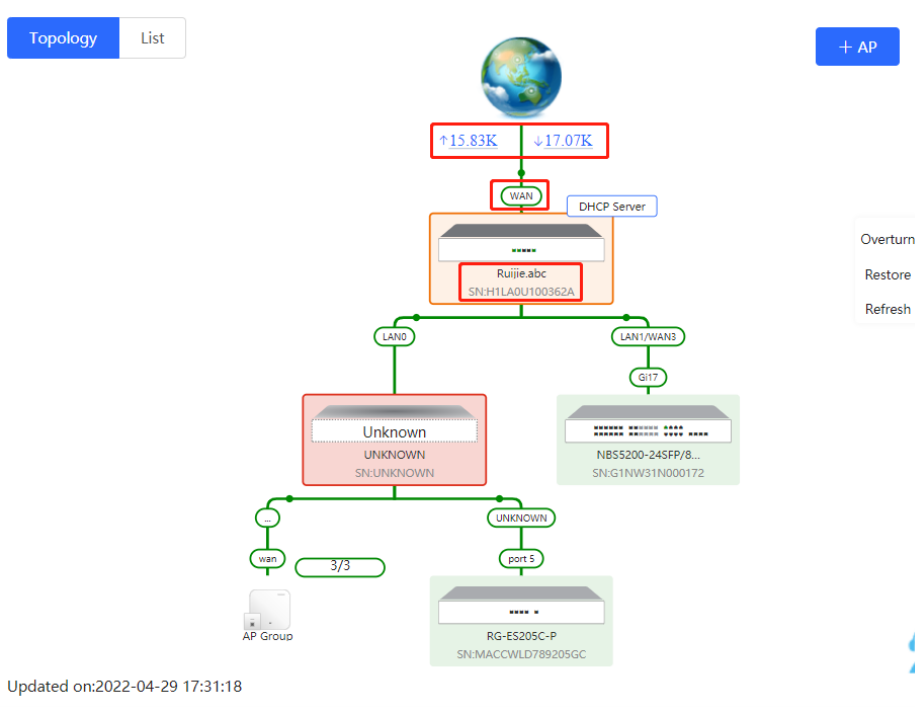 Topology
List
+ AP
↑15.83K
↓17.07K
WAN
DHCP Server
Overturn
Restore
Refresh
Ruijie.abc
SN:H1LA0U100362A
LAN0
LAN1/WAN3
Gi17
Unknown
UNKNOWN
SN:UNKNOWN
NBS5200-24SFP/8...
SN:G1NW31N000172
...
UNKNOWN
wan
3/3
port 5
AP Group
RG-ES205C-P
SN:MACCWLD789205GC
Updated on:2022-04-29 17:31:18